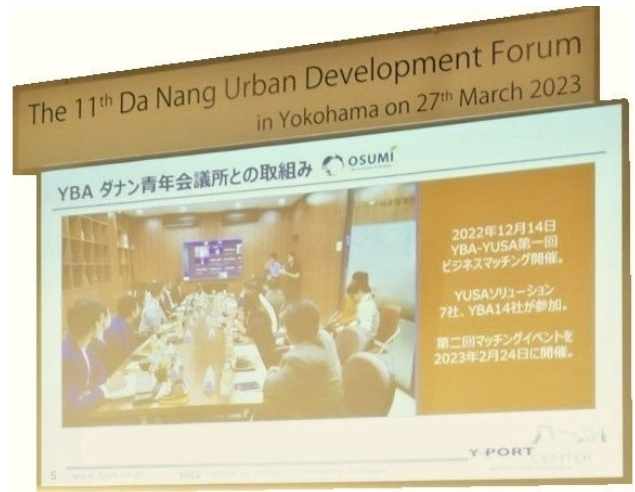 The 11th Da Nang Urban Development Forum
in Yokohama on 27th March 2023
YBA ダナン青年会議所との取組み OSUMI
2022年12月14日
YBA-YUSA第一回
ビジネスマッチング開催。
YUSAソリューション
7社、YBA14社が参加。
第二回マッチングイベントを
2023年2月24日に開催。
Y-PORT
CENTER
5